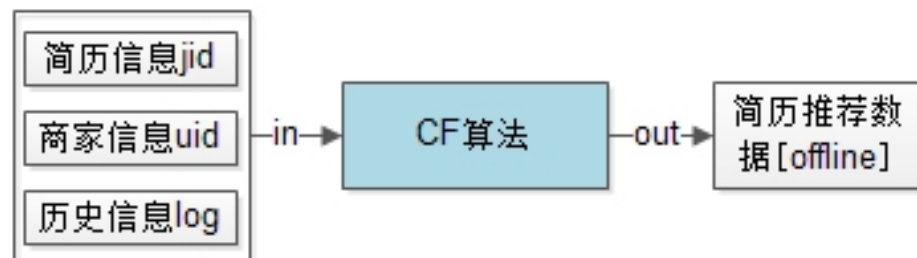 简历信息jid
商家信息uid
历史信息log
in
CF算法
out
简历推荐数
据[offline]